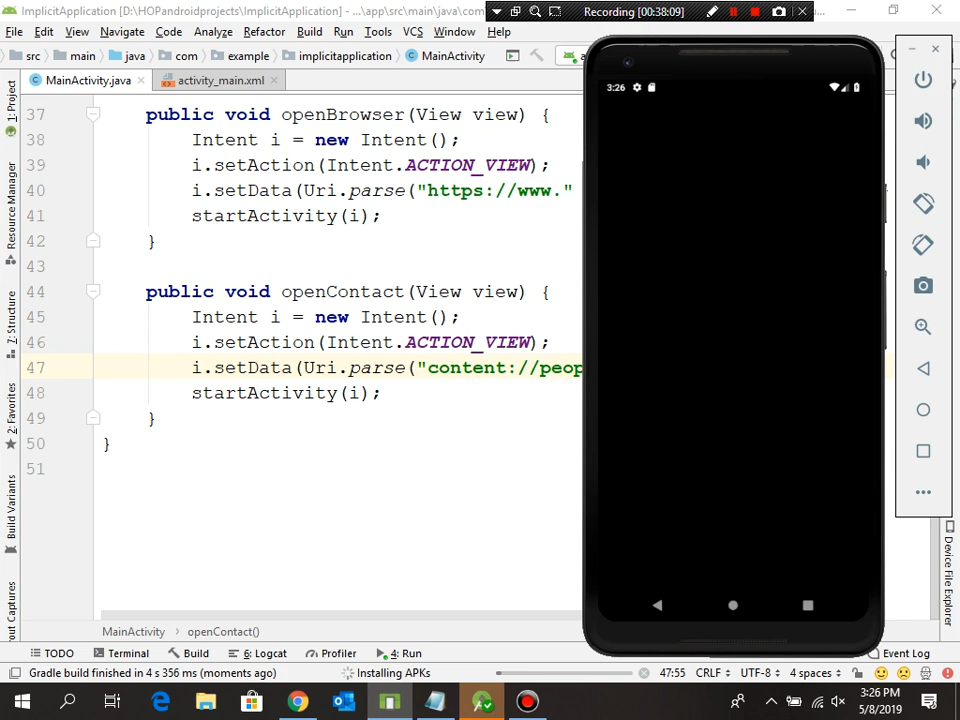 ImplicitApplication [D:\HOPandroidprojects\ImplicitApplication] - ...\app\src\main\java\com
Recording [00:38:09]
File Edit View Navigate Code Analyze Refactor Build Run Tools VCS Window Help
src main java com example implicitapplication MainActivity
MainActivity.java activity_main.xml
37 public void openBrowser(View view) {
38 Intent i = new Intent();
39 i.setAction(Intent.ACTION_VIEW);
40 i.setData(Uri.parse("https://www."
41 startActivity(i);
42 }
43
44 public void openContact(View view) {
45 Intent i = new Intent();
46 i.setAction(Intent.ACTION_VIEW);
47 i.setData(Uri.parse("content://peop
48 startActivity(i);
49 }
50 }
51
1: Project
Resource Manager
7: Structure
2: Favorites
Build Variants
Captures
3:26
Device File Explorer
MainActivity openContact()
TODO Terminal Build 6: Logcat Profiler 4: Run Event Log
Gradle build finished in 4 s 356 ms (moments ago) Installing APKs 47:55 CRLF UTF-8 4 spaces
3:26 PM
5/8/2019